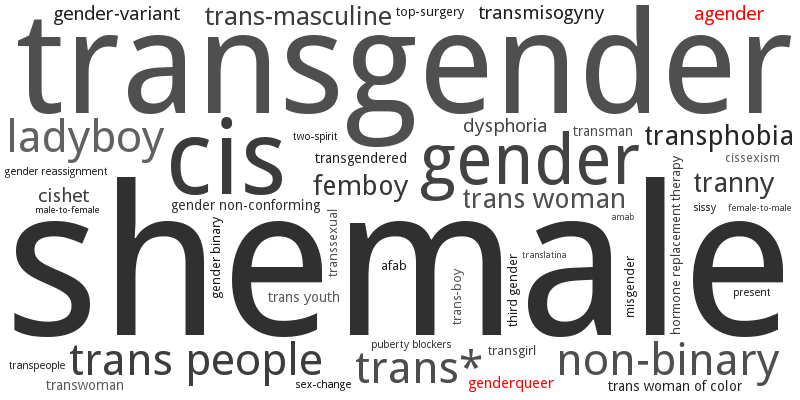 gender-variant
trans-masculine
top-surgery
transmisogyny
agender
transgender
ladyboy
cis
two-spirit
dysphoria
transman
transphobia
gender reassignment
transgendered
gender
cissexism
cishet
femboy
trans woman
tranny
male-to-female
gender non-conforming
amab
hormone replacement therapy
sissy
female-to-male
shemale
gender binary
transsexual
afab
trans youth
trans-boy
third gender
translatina
misgender
present
transpeople
trans people
puberty blockers
trans*
transgirl
non-binary
transwoman
sex-change
genderqueer
trans woman of color